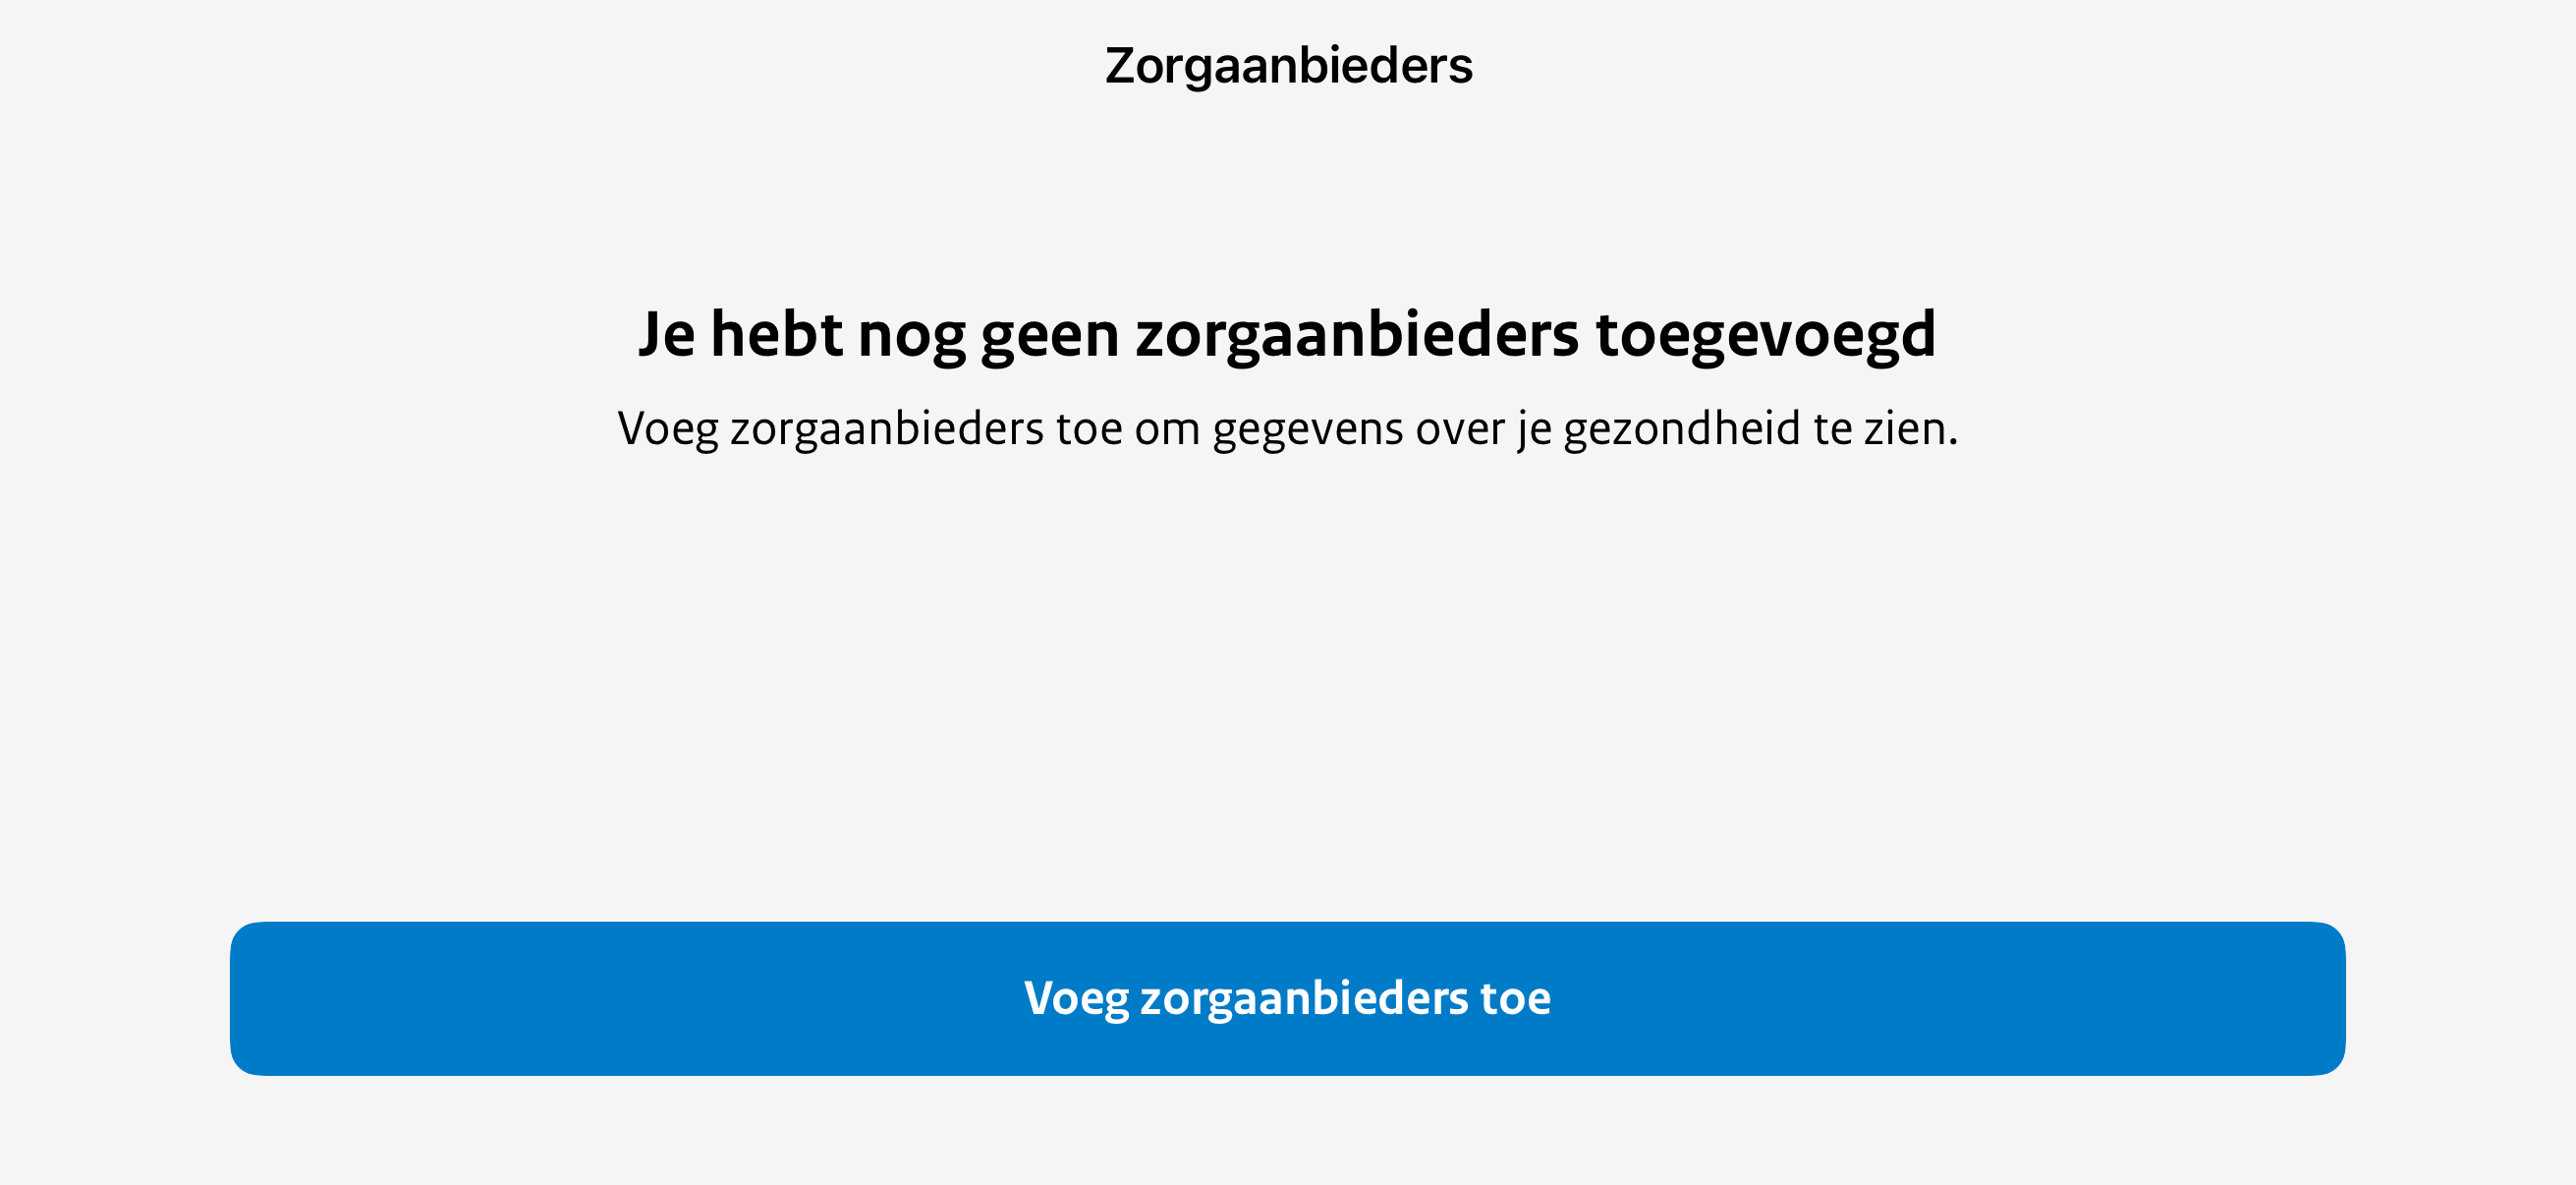 Zorgaanbieders
Je hebt nog geen zorgaanbieders toegevoegd
Voeg zorgaanbieders toe om gegevens over je gezondheid te zien.
Voeg zorgaanbieders toe